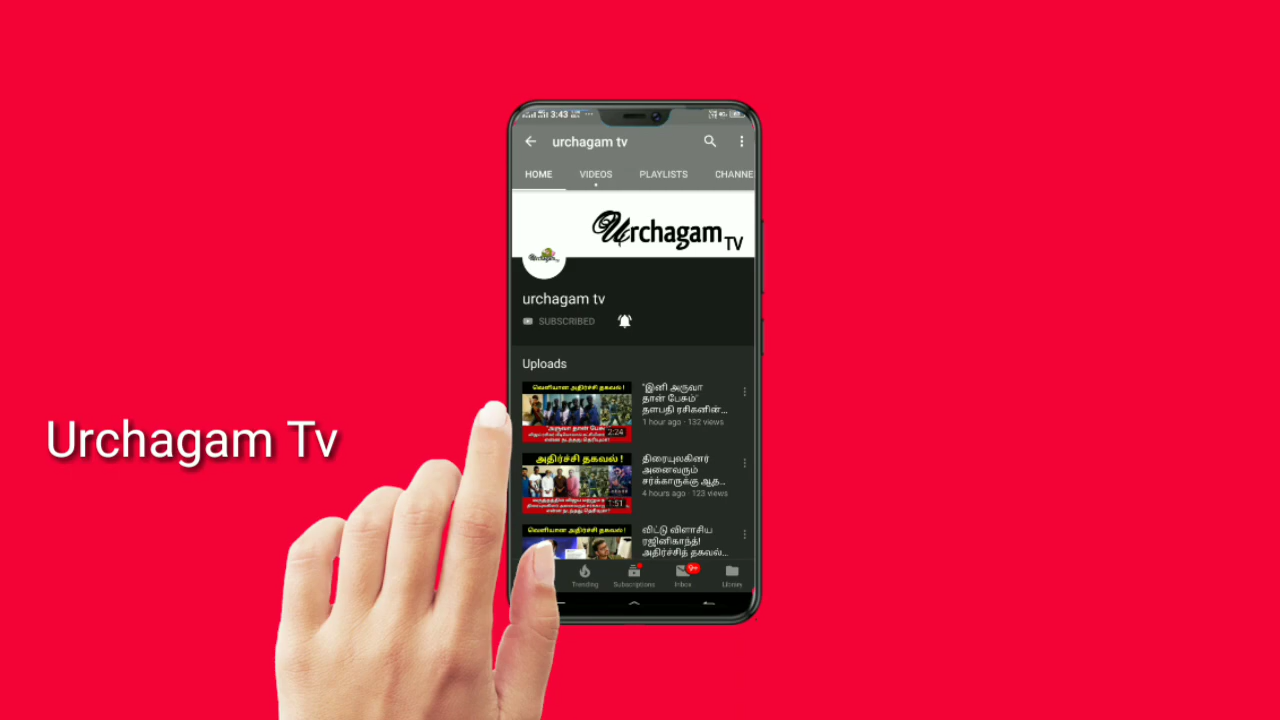 3:43
urchagam tv
HOME VIDEOS PLAYLISTS CHANNE
Urchagam TV
urchagam tv
SUBSCRIBED
Uploads
வெளியான அதிர்ச்சி தகவல் !
2:24
"இனி அருவா
தான் பேசும்"
தளபதி ரசிகனின்...
1 hour ago · 132 views
Urchagam Tv
அதிர்ச்சி தகவல் !
1:51
திரையுலகினர்
அனைவரும்
சர்க்காருக்கு ஆத...
4 hours ago · 123 views
வெளியான அதிர்ச்சி தகவல் !
விட்டு விளாசிய
ரஜினிகாந்த்!
அதிர்ச்சித் தகவல்...
Trending Subscriptions Inbox Library
9+